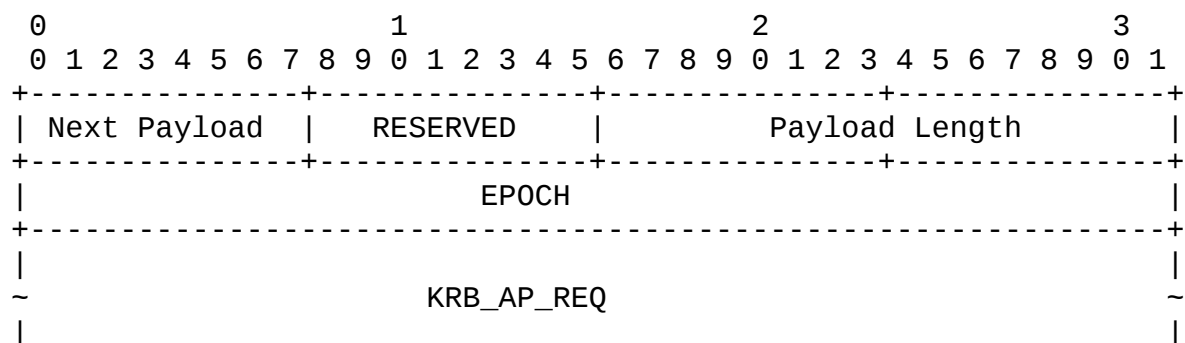 0                   1                   2                   3
 0 1 2 3 4 5 6 7 8 9 0 1 2 3 4 5 6 7 8 9 0 1 2 3 4 5 6 7 8 9 0 1
+---------------+---------------+---------------+---------------+
| Next Payload  |   RESERVED    |         Payload Length        |
+---------------+---------------+---------------+---------------+
|                         EPOCH                                 |
+---------------------------------------------------------------+
|                                                               |
~                      KRB_AP_REQ                               ~
|                                                               |